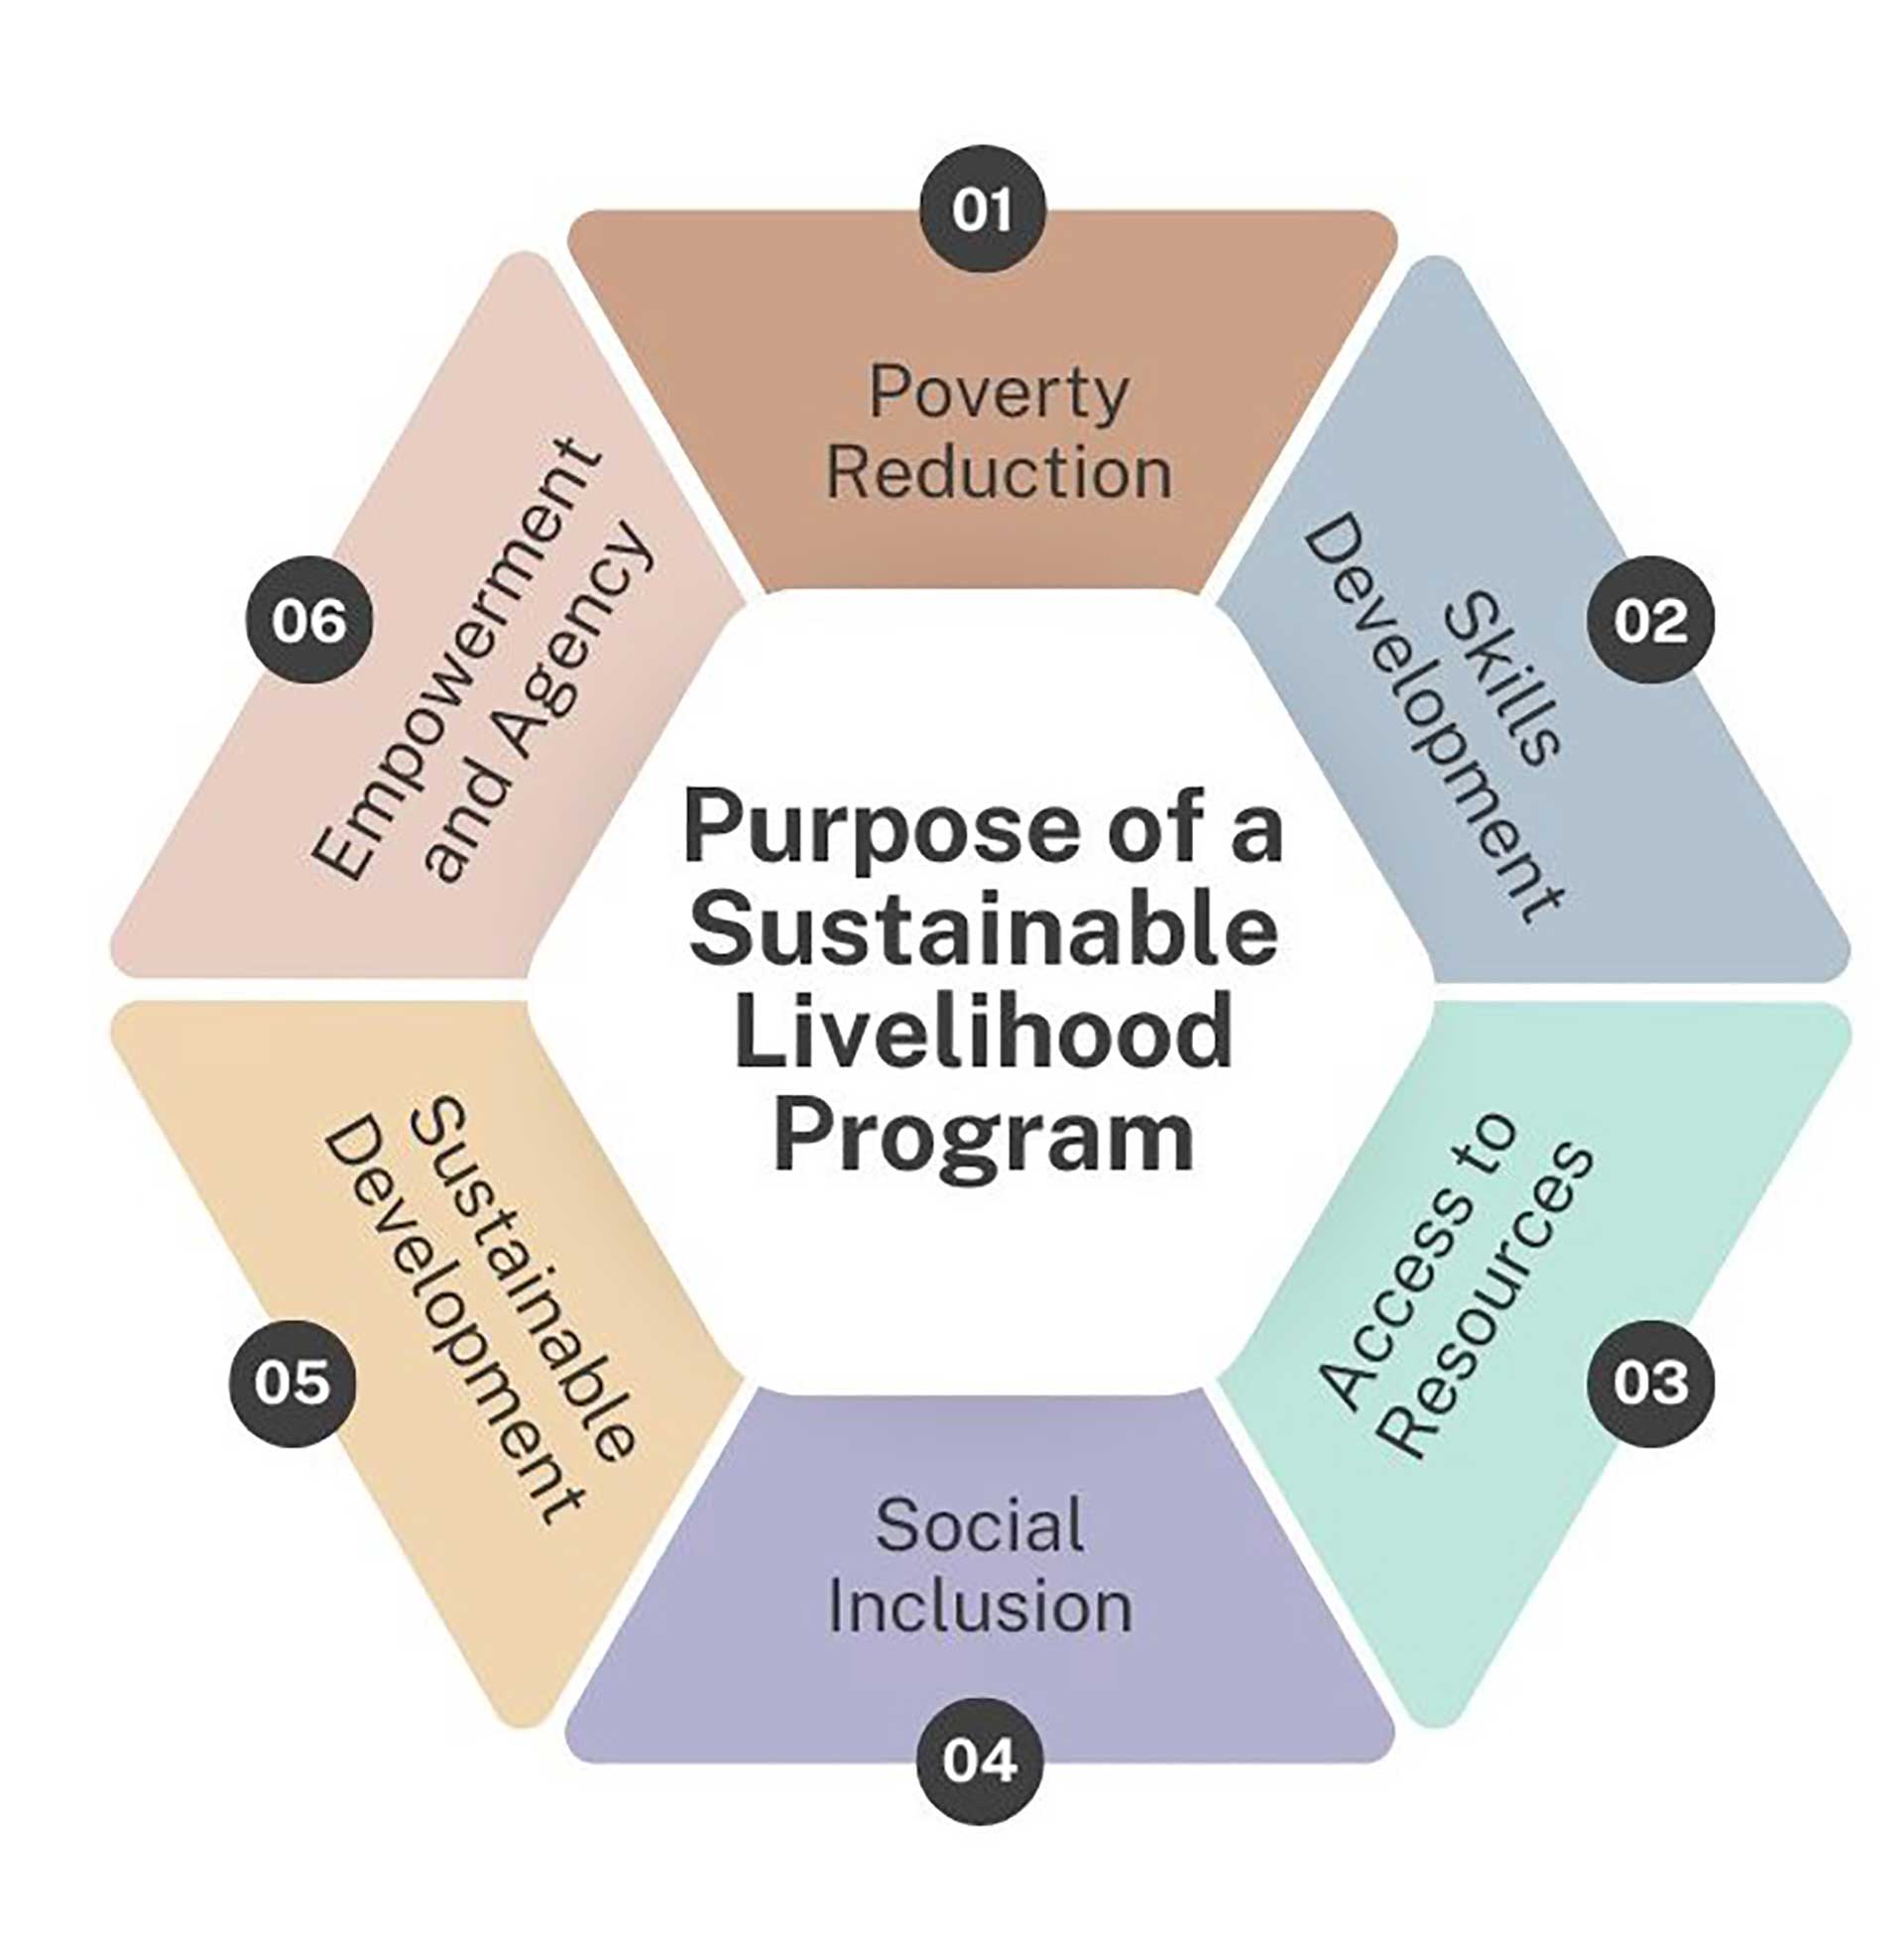 Purpose of a
Sustainable
Livelihood
Program
01
Poverty
Reduction
02
Skills
Development
03
Access to
Resources
04
Social
Inclusion
05
Sustainable
Development
06
Empowerment
and Agency